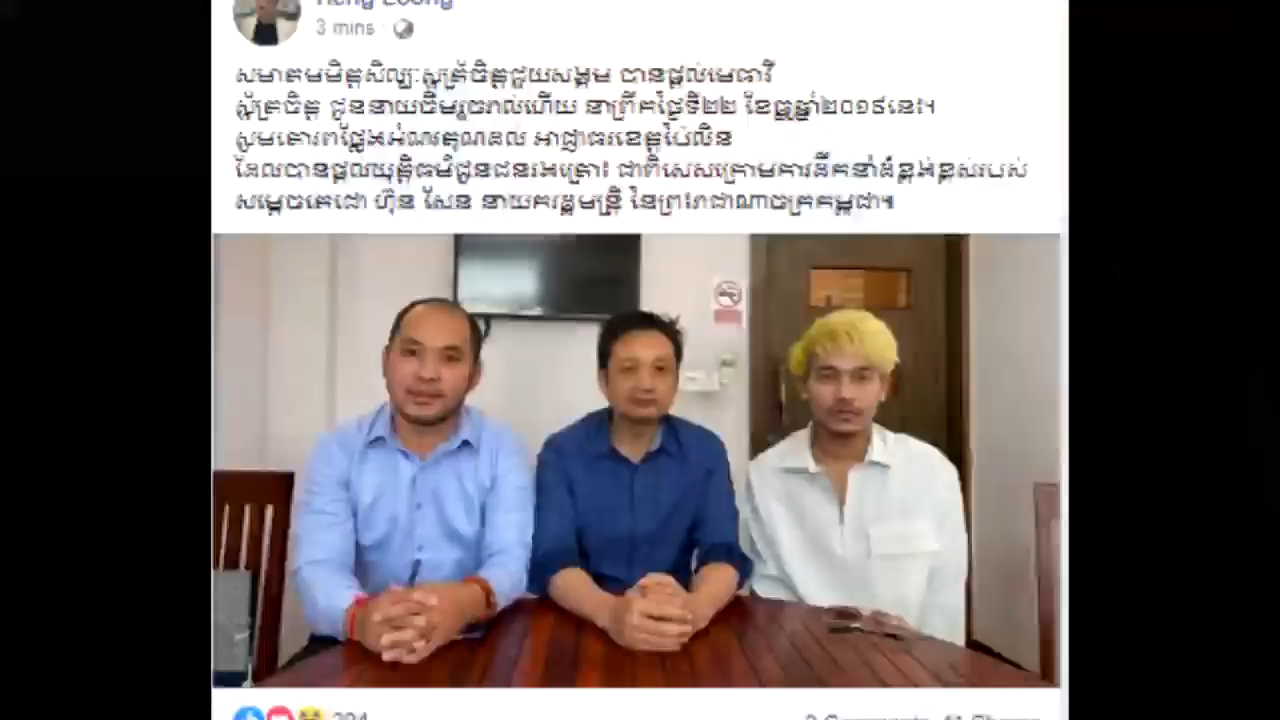 3 mins
សមាគមមិត្តសិល្បៈស្ម័គ្រចិត្តជួយសង្គម បានផ្តល់មេធាវី
ស្ម័គ្រចិត្ត ជូននាយចឹមរួចរាល់ហើយ នាព្រឹកថ្ងៃទី២២ ខែធ្នូឆ្នាំ២០១៩នេះ។
សូមគោរពថ្លែងអំណរគុណដល់ អាជ្ញាធរខេត្តប៉ៃលិន
ដែលបានផ្តល់យុត្តិធម៌ជូនជនរងគ្រោះ ជាពិសេសក្រោមការដឹកនាំដ៏ខ្ពង់ខ្ពស់របស់
សម្តេចតេជោ ហ៊ុន សែន នាយករដ្ឋមន្ត្រី នៃព្រះរាជាណាចក្រកម្ពុជា៕